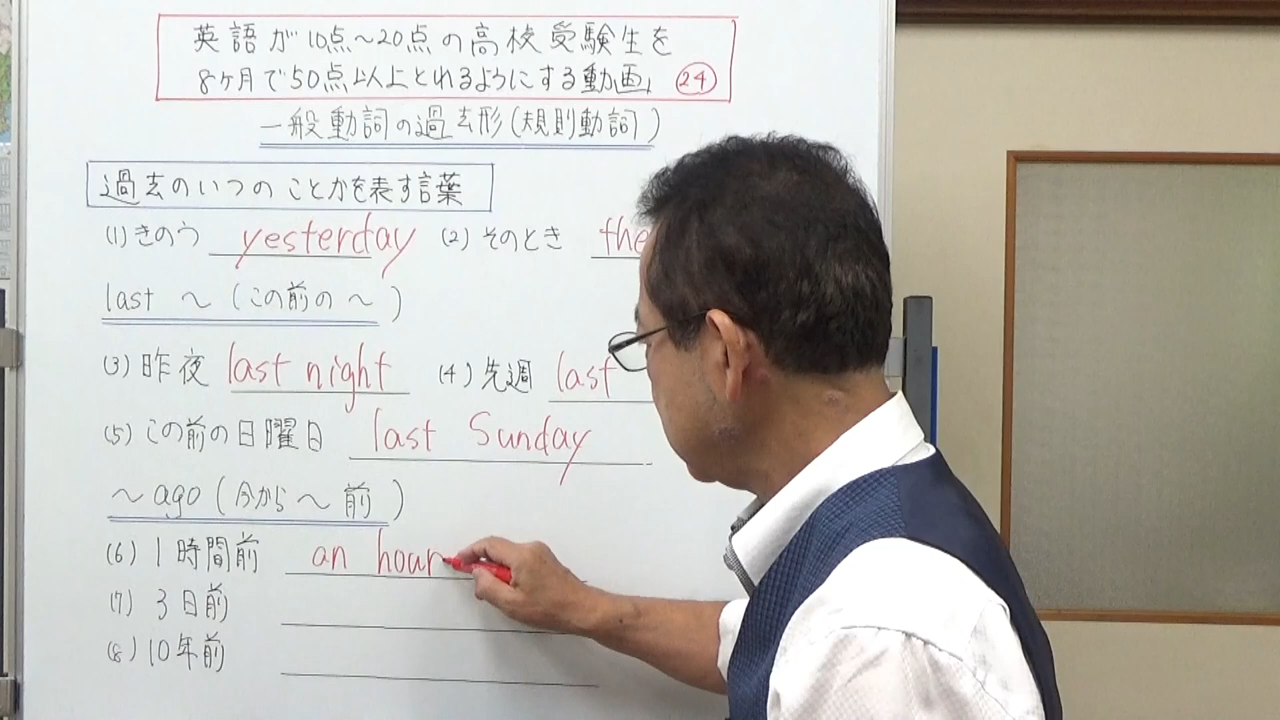 英語が10点〜20点の高校受験生を
8ヶ月で50点以上とれるようにする動画 24
一般動詞の過去形(規則動詞)
過去のいつのことかを表す言葉
(1) きのう yesterday (2) そのとき the
last 〜 (この前の〜)
(3) 昨夜 last night (4) 先週 last
(5) この前の日曜日 last Sunday
〜 ago (今から〜前)
(6) 1時間前 an hour
(7) 3日前
(8) 10年前